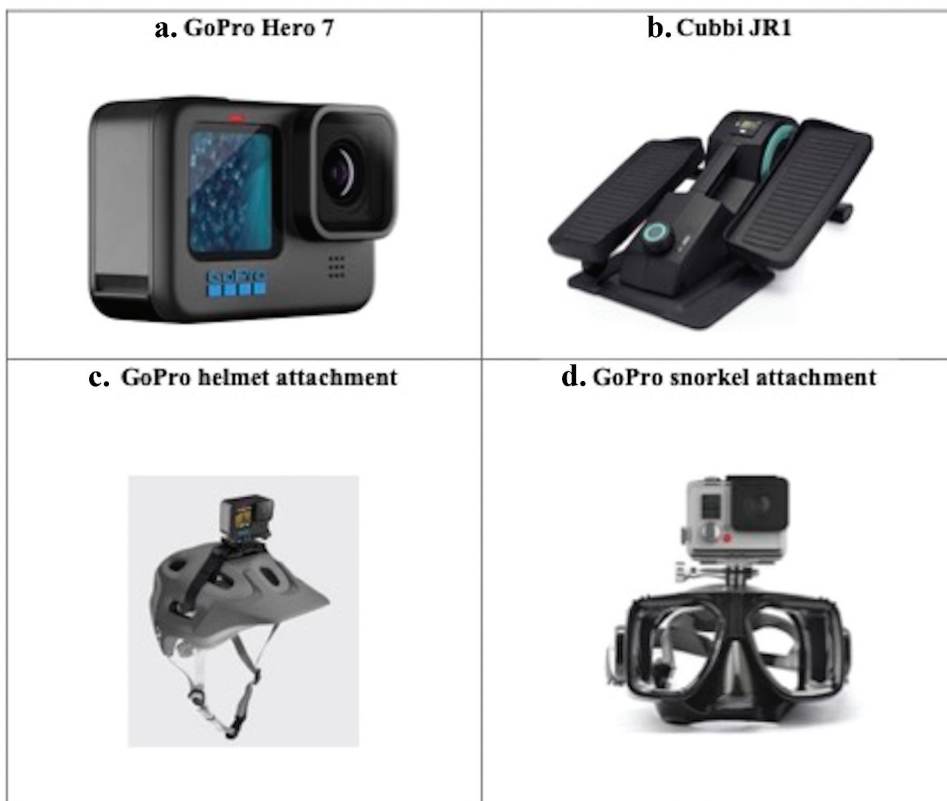 a. GoPro Hero 7
b. Cubbi JR1
GoPro
c. GoPro helmet attachment
d. GoPro snorkel attachment